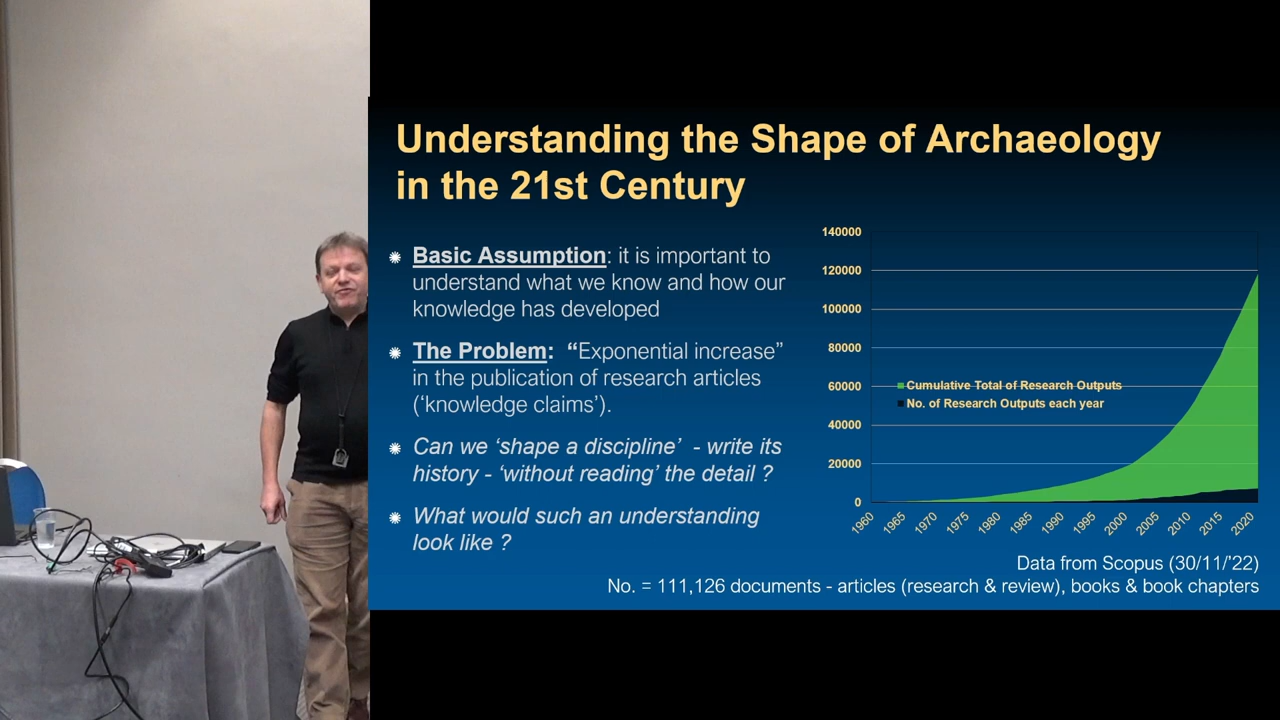 Understanding the Shape of Archaeology
in the 21st Century
Basic Assumption: it is important to
understand what we know and how our
knowledge has developed
The Problem: “Exponential increase”
in the publication of research articles
(‘knowledge claims’).
Can we ‘shape a discipline’ - write its
history - ‘without reading’ the detail ?
What would such an understanding
look like ?
140000
120000
100000
80000
60000
40000
20000
0
Cumulative Total of Research Outputs
No. of Research Outputs each year
1960 1965 1970 1975 1980 1985 1990 1995 2000 2005 2010 2015 2020
Data from Scopus (30/11/’22)
No. = 111,126 documents - articles (research & review), books & book chapters